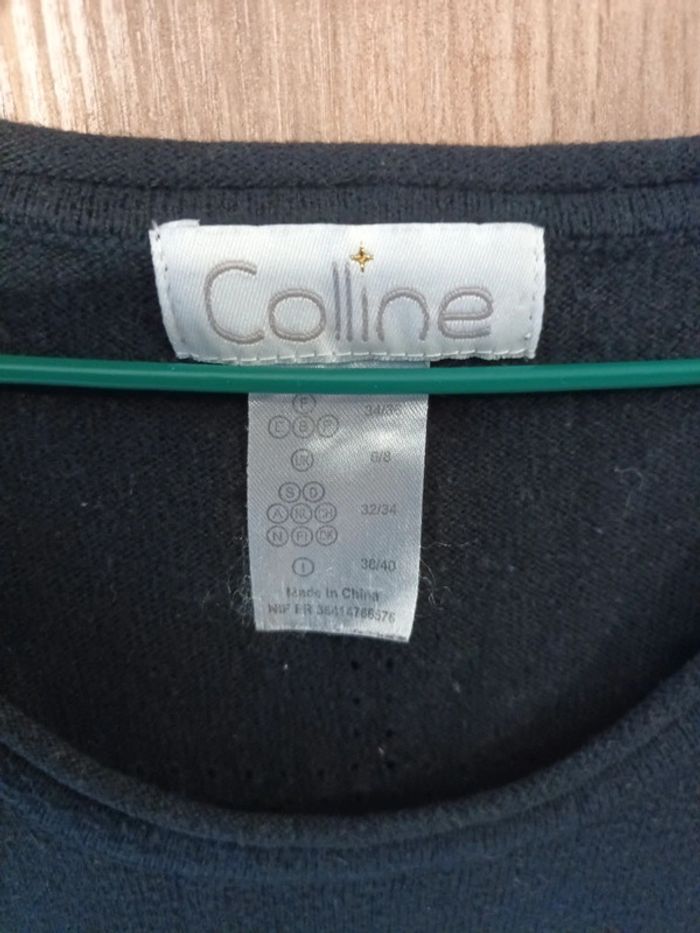 Colline
F 34/36
E B P
UK 6/8
S D
A NL CH 32/34
N FI DK
I 38/40
Made in China